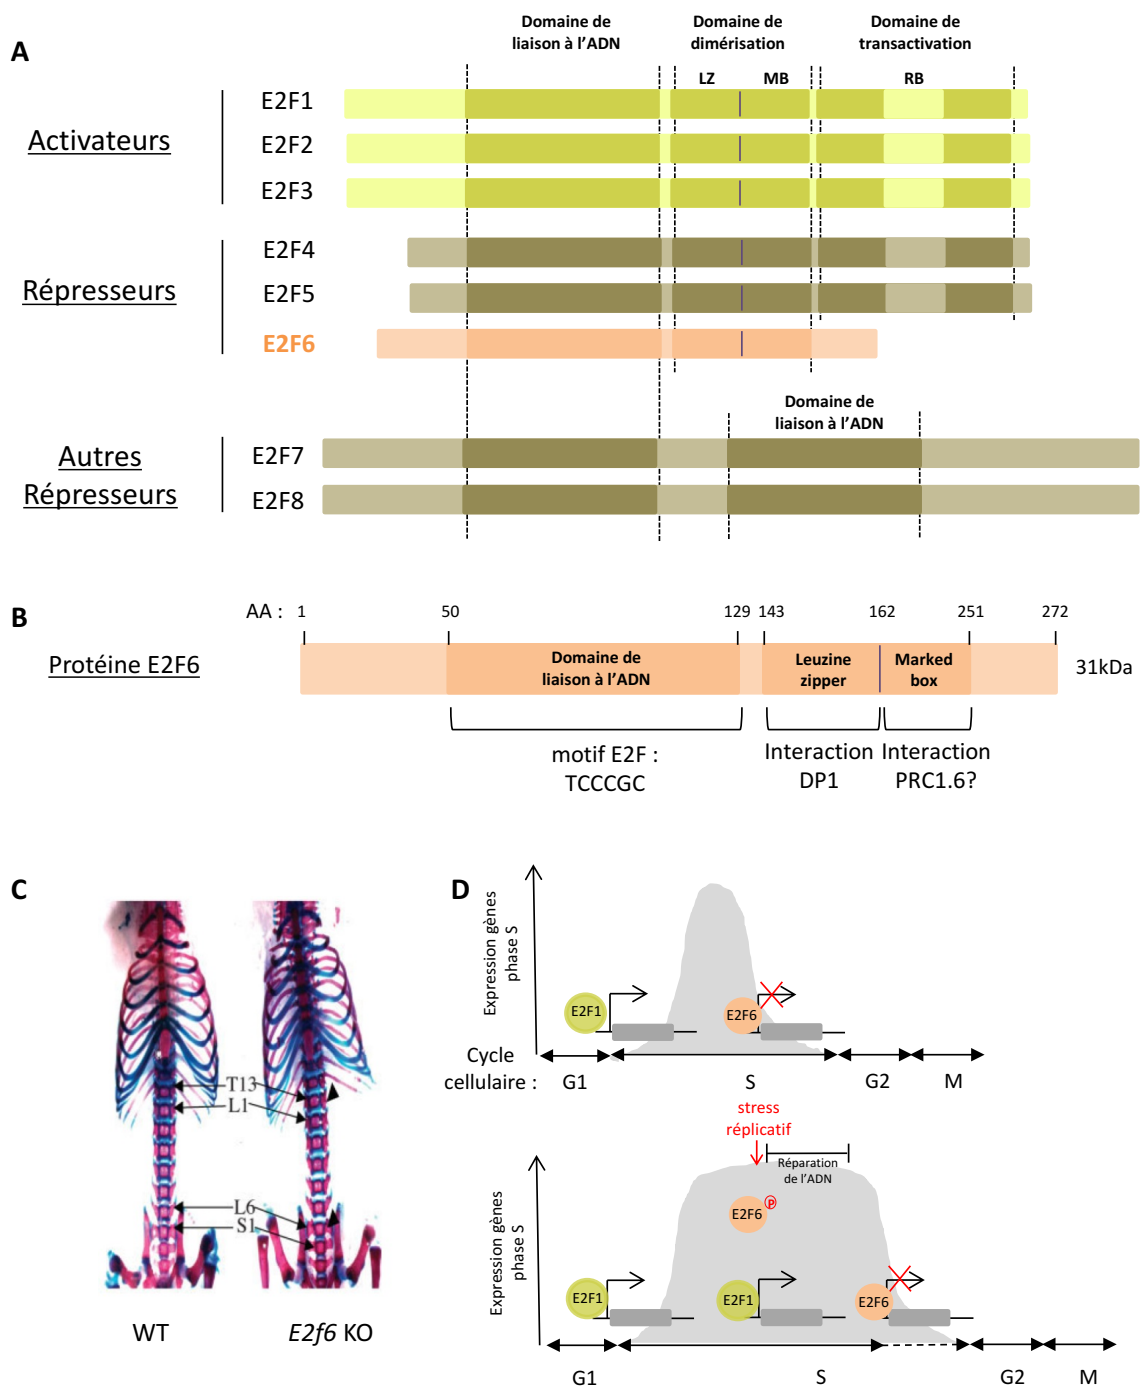 A
Domaine de
liaison à l'ADN
Domaine de
dimérisation
Domaine de
transactivation
LZ
MB
RB
Activateurs
E2F1
E2F2
E2F3
Répresseurs
E2F4
E2F5
E2F6
Domaine de
liaison à l'ADN
Autres
Répresseurs
E2F7
E2F8
B
AA :
1
50
129
143
162
251
272
Protéine E2F6
Domaine de
liaison à l'ADN
Leuzine
zipper
Marked
box
31kDa
motif E2F :
TCCCGC
Interaction
DP1
Interaction
PRC1.6?
C
T13
L1
L6
S1
WT
E2f6 KO
D
Expression gènes
phase S
E2F1
E2F6
Cycle
cellulaire :
G1
S
G2
M
stress
réplicatif
Réparation
de l'ADN
Expression gènes
phase S
E2F6
P
E2F1
E2F1
E2F6
G1
S
G2
M